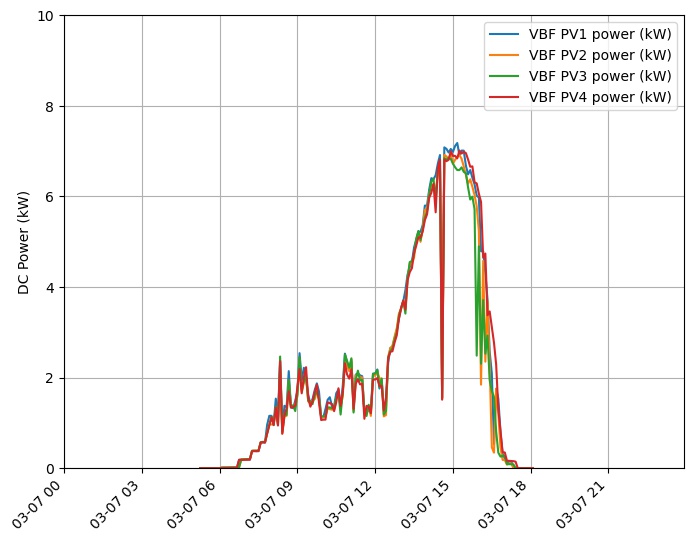 10
8
6
4
2
0
DC Power (kW)
VBF PV1 power (kW)
VBF PV2 power (kW)
VBF PV3 power (kW)
VBF PV4 power (kW)
03-07 00
03-07 03
03-07 06
03-07 09
03-07 12
03-07 15
03-07 18
03-07 21